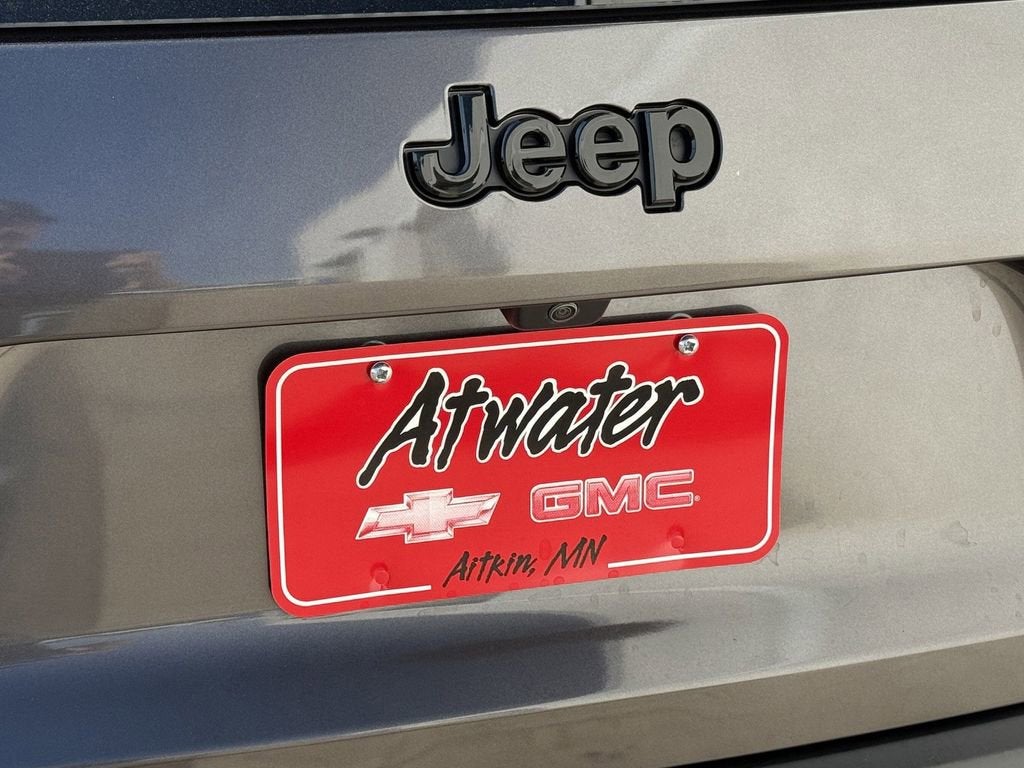 Jeep
Atwater
GMC
Aitkin, MN